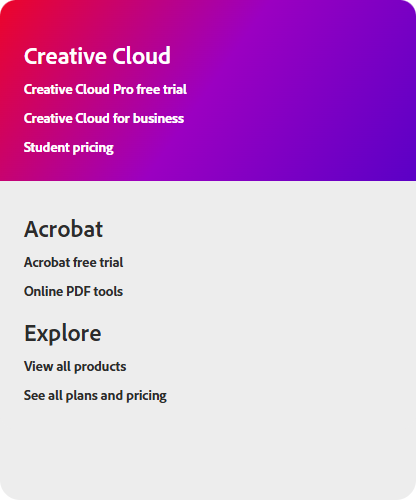 Creative Cloud
Creative Cloud Pro free trial
Creative Cloud for business
Student pricing
Acrobat
Acrobat free trial
Online PDF tools
Explore
View all products
See all plans and pricing